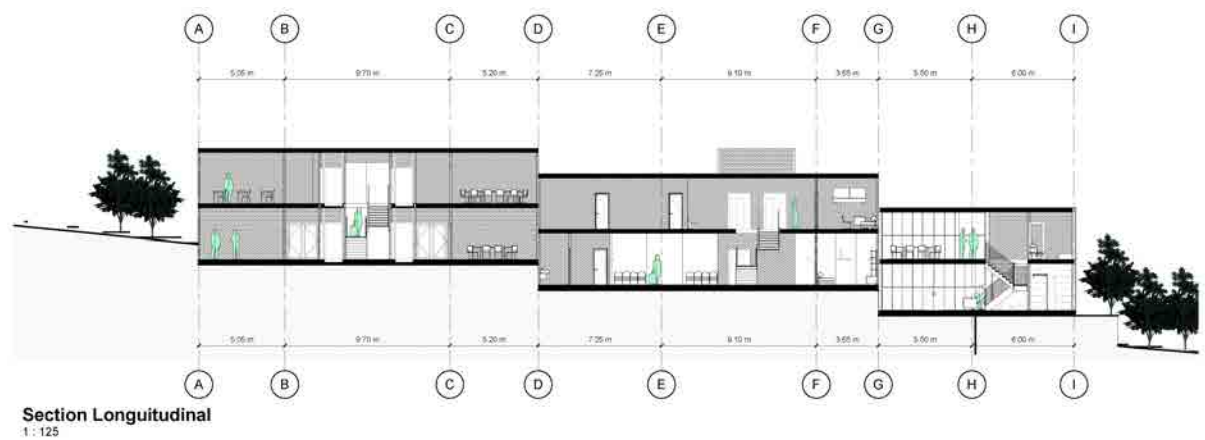 A B C D E F G H I
5.05 m 9.70 m 5.20 m 7.25 m 9.10 m 3.65 m 5.50 m 6.00 m
5.05 m 9.70 m 5.20 m 7.25 m 9.10 m 3.65 m 5.50 m 6.00 m
A B C D E F G H I
Section Longuitudinal
1 : 125